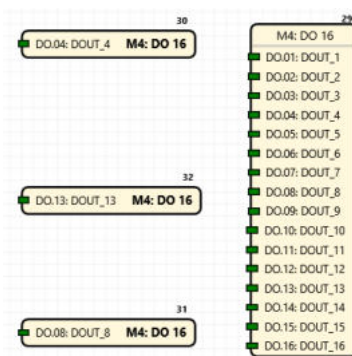 30
DO.04: DOUT_4 M4: DO 16
32
DO.13: DOUT_13 M4: DO 16
31
DO.08: DOUT_8 M4: DO 16
29
M4: DO 16
DO.01: DOUT_1
DO.02: DOUT_2
DO.03: DOUT_3
DO.04: DOUT_4
DO.05: DOUT_5
DO.06: DOUT_6
DO.07: DOUT_7
DO.08: DOUT_8
DO.09: DOUT_9
DO.10: DOUT_10
DO.11: DOUT_11
DO.12: DOUT_12
DO.13: DOUT_13
DO.14: DOUT_14
DO.15: DOUT_15
DO.16: DOUT_16